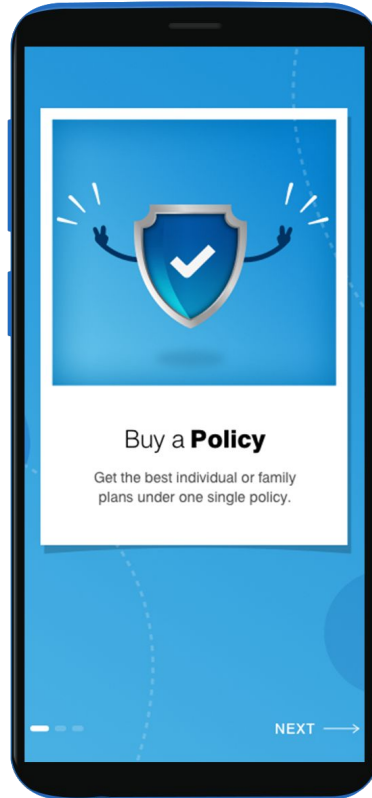 Buy a Policy
Get the best individual or family
plans under one single policy.
NEXT